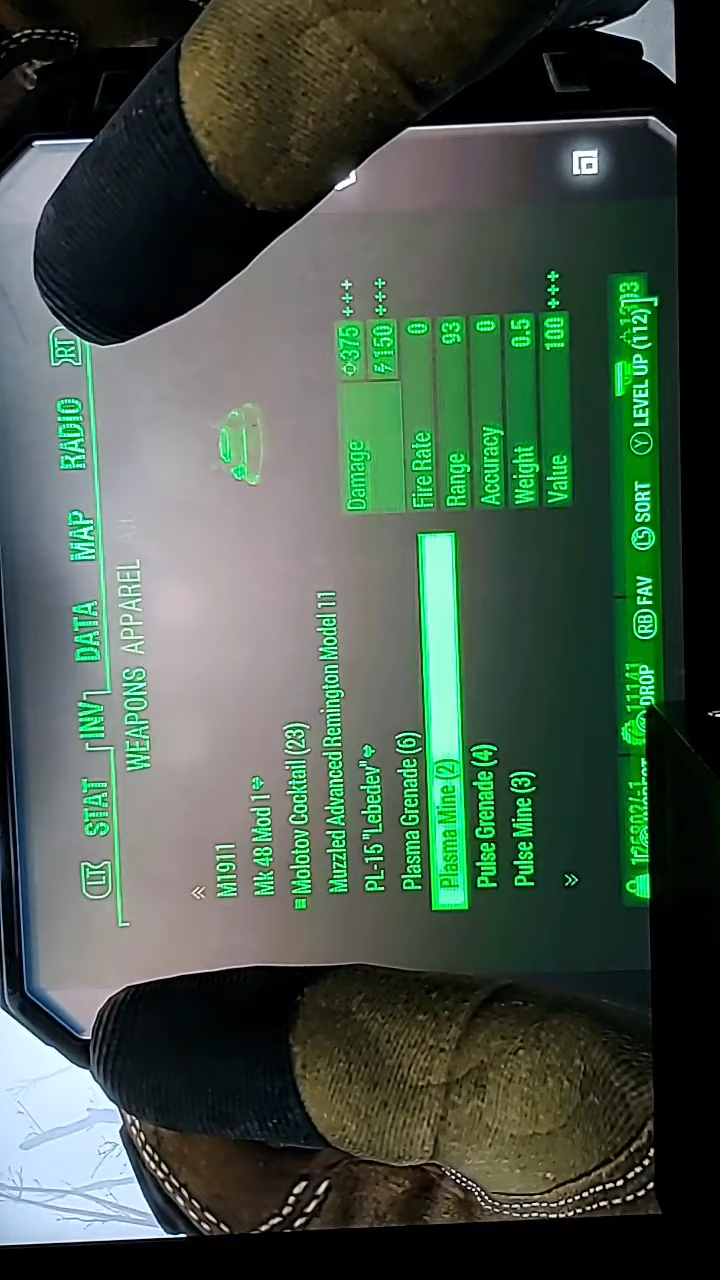 LT STAT INV DATA MAP RADIO RT
WEAPONS APPAREL
M1911
Mk 48 Mod 1
Molotov Cocktail (23)
Muzzled Advanced Remington Model 11
PL-15 "Lebedev"
Plasma Grenade (6)
Plasma Mine (2)
Pulse Grenade (4)
Pulse Mine (3)
Damage 375 +++
150 +++
Fire Rate 0
Range 93
Accuracy 0
Weight 0.5
Value 100 +++
DROP RB FAV LS SORT Y LEVEL UP (112)